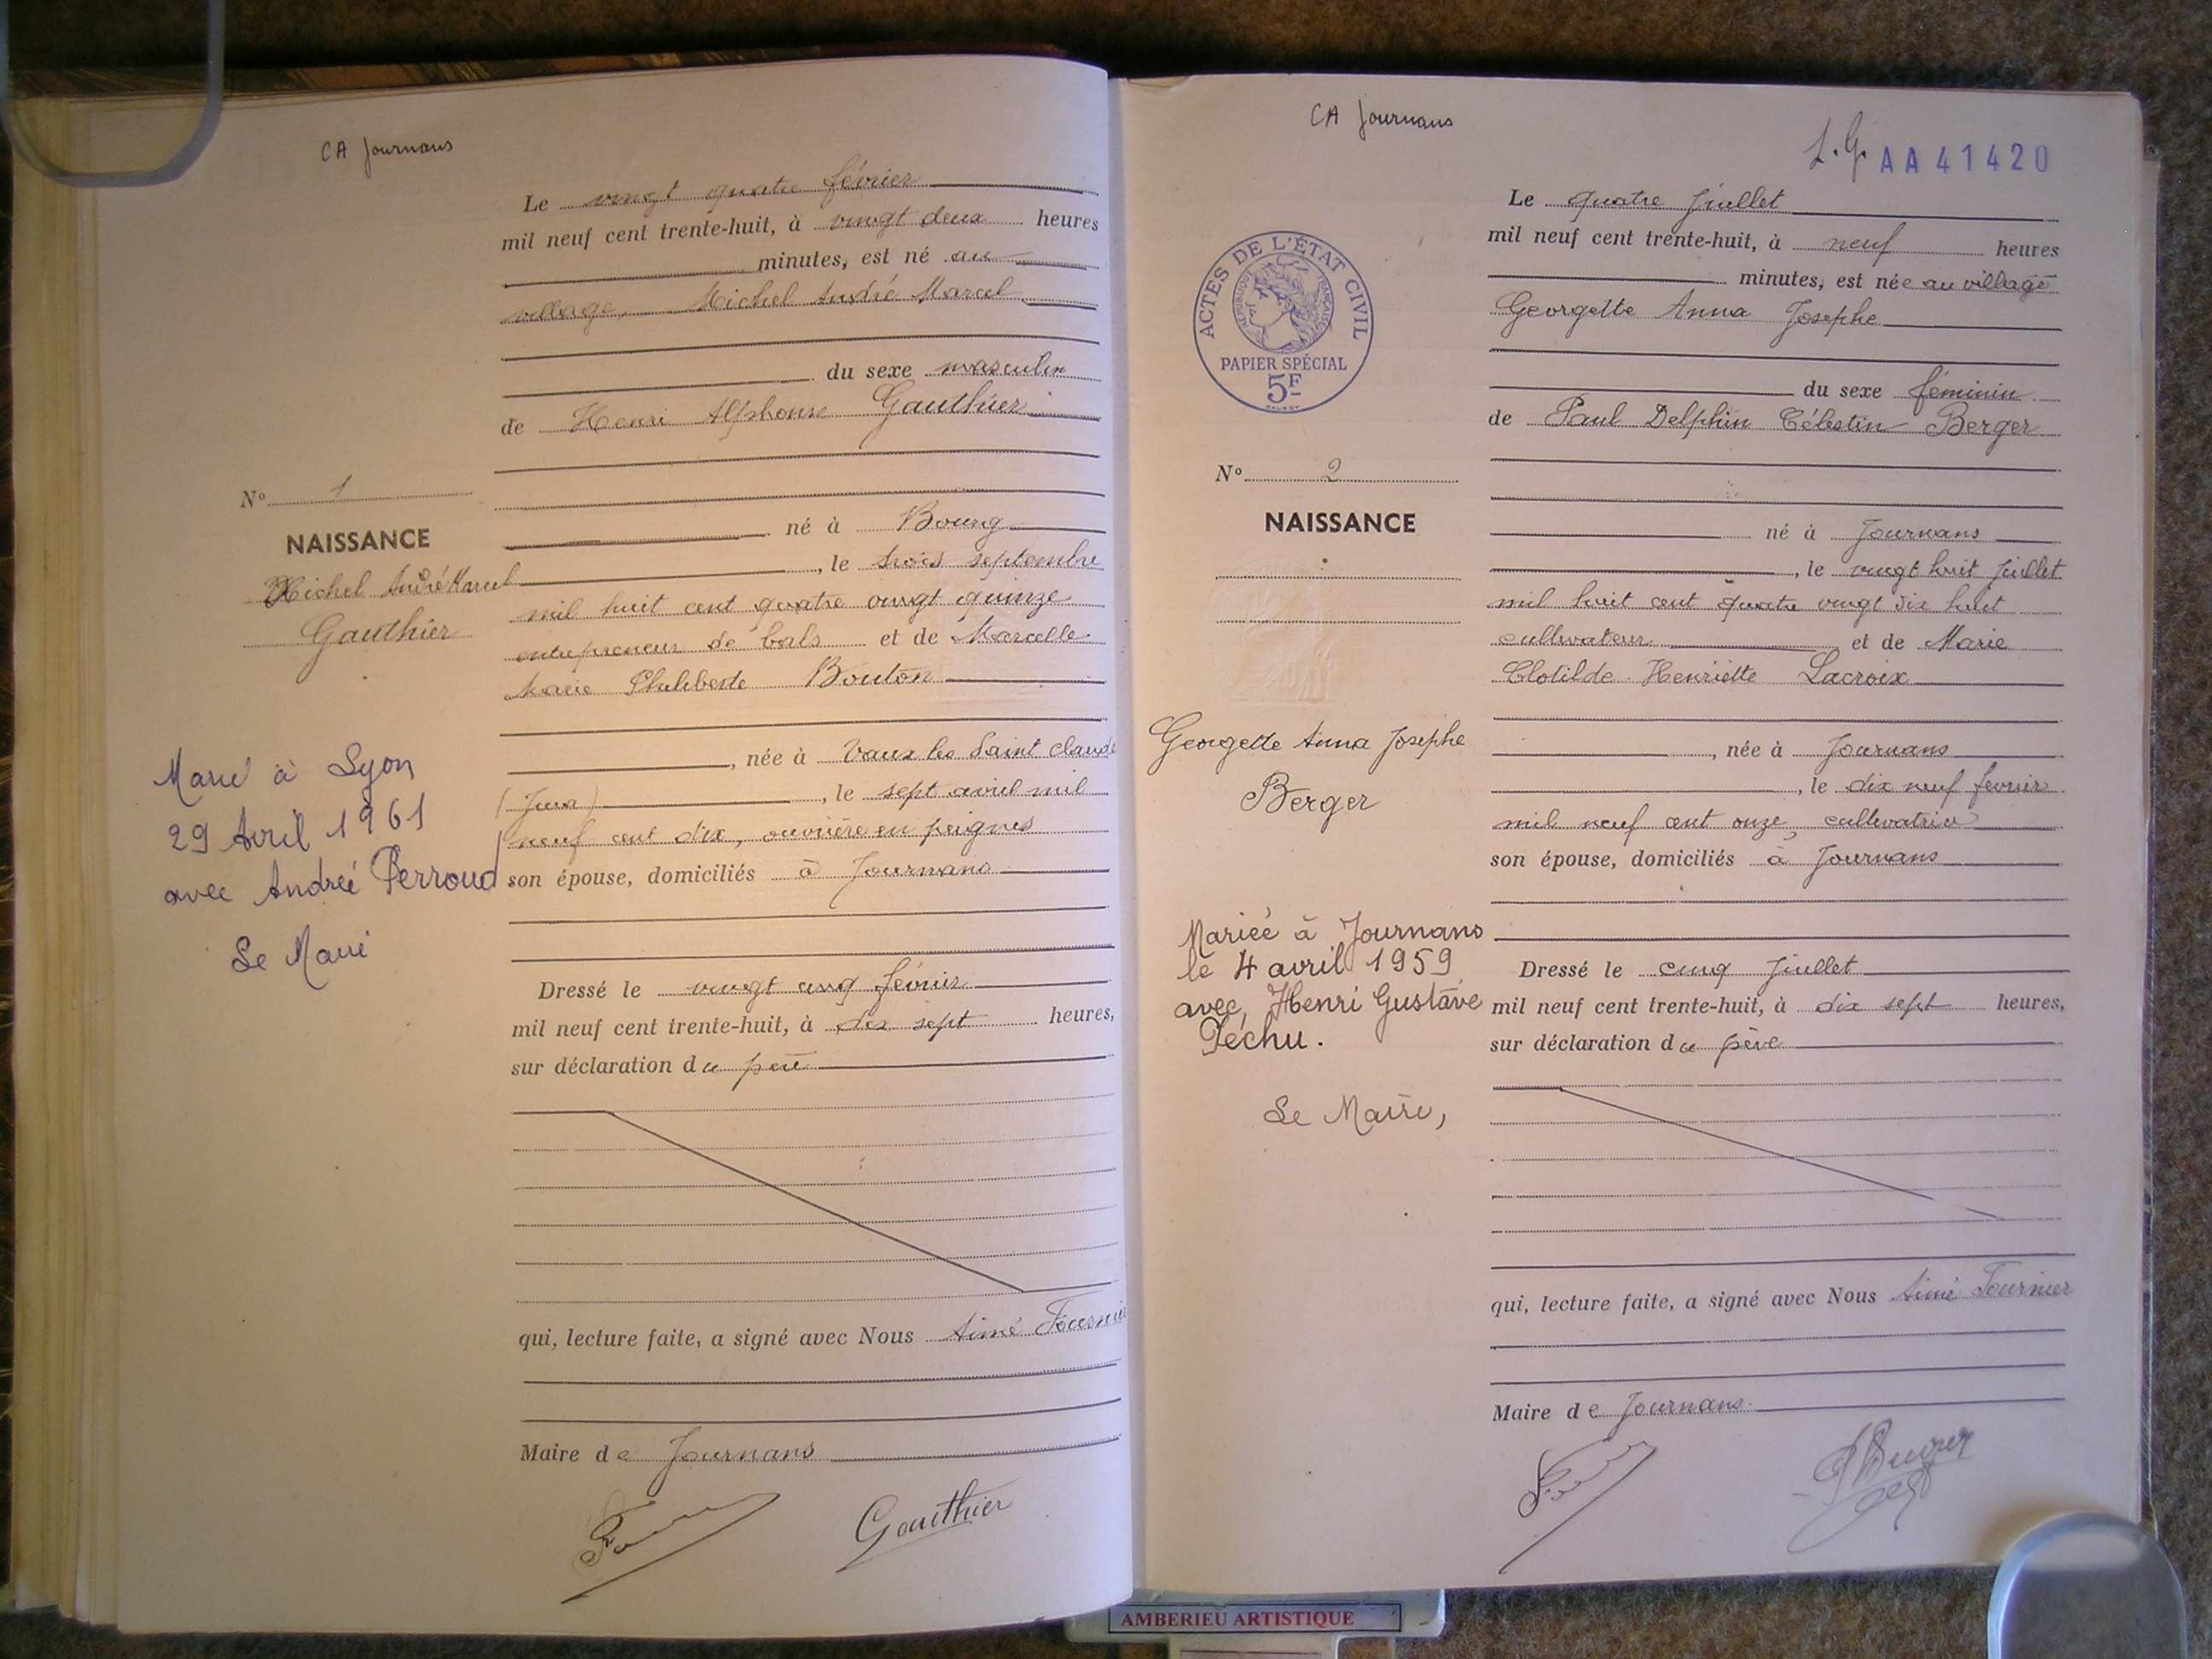 CA Journans
Le vingt quatre février
mil neuf cent trente-huit, à vingt deux heures
minutes, est né au
village, Michel André Marcel
du sexe masculin
de Henri Alphonse Gauthier
né à Bourg
, le trois septembre
mil huit cent quatre vingt quinze
entrepreneur de bals et de Marcelle
Marie Philiberte Bouton
, née à Vaux les Saint Claude
(Jura) , le sept avril mil
neuf cent dix, ouvrière en peignes
son épouse, domiciliés à Journans
Dressé le vingt cinq février
mil neuf cent trente-huit, à dix sept heures,
sur déclaration du père
qui, lecture faite, a signé avec Nous Aimé Fournier
Maire de Journans
Gauthier
No 1
NAISSANCE
Michel André Marcel
Gauthier
Marié à Lyon
29 Avril 1961
avec Andreé Perroud
Le Maire
CA Journans
L.G. AA41420
ACTES DE L'ÉTAT CIVIL
RÉPUBLIQUE FRANÇAISE
PAPIER SPÉCIAL
5F
Le quatre Juillet
mil neuf cent trente-huit, à neuf heures
minutes, est née au village
Georgette Anna Josephe
du sexe féminin
de Paul Delphin Célestin Berger
né à Journans
, le vingt huit Juillet
mil huit cent quatre vingt dix huit
cultivateur et de Marie
Clotilde Henriette Lacroix
, née à Journans
, le dix neuf février
mil neuf cent onze, cultivatrice
son épouse, domiciliés à Journans
Dressé le cinq Juillet
mil neuf cent trente-huit, à dix sept heures,
sur déclaration du père
qui, lecture faite, a signé avec Nous Aimé Fournier
Maire de Journans
No 2
NAISSANCE
Georgette Anna Josephe
Berger
Mariée à Journans
le 4 avril 1959
avec Henri Gustave
Péchu.
Le Maire,
AMBERIEU ARTISTIQUE